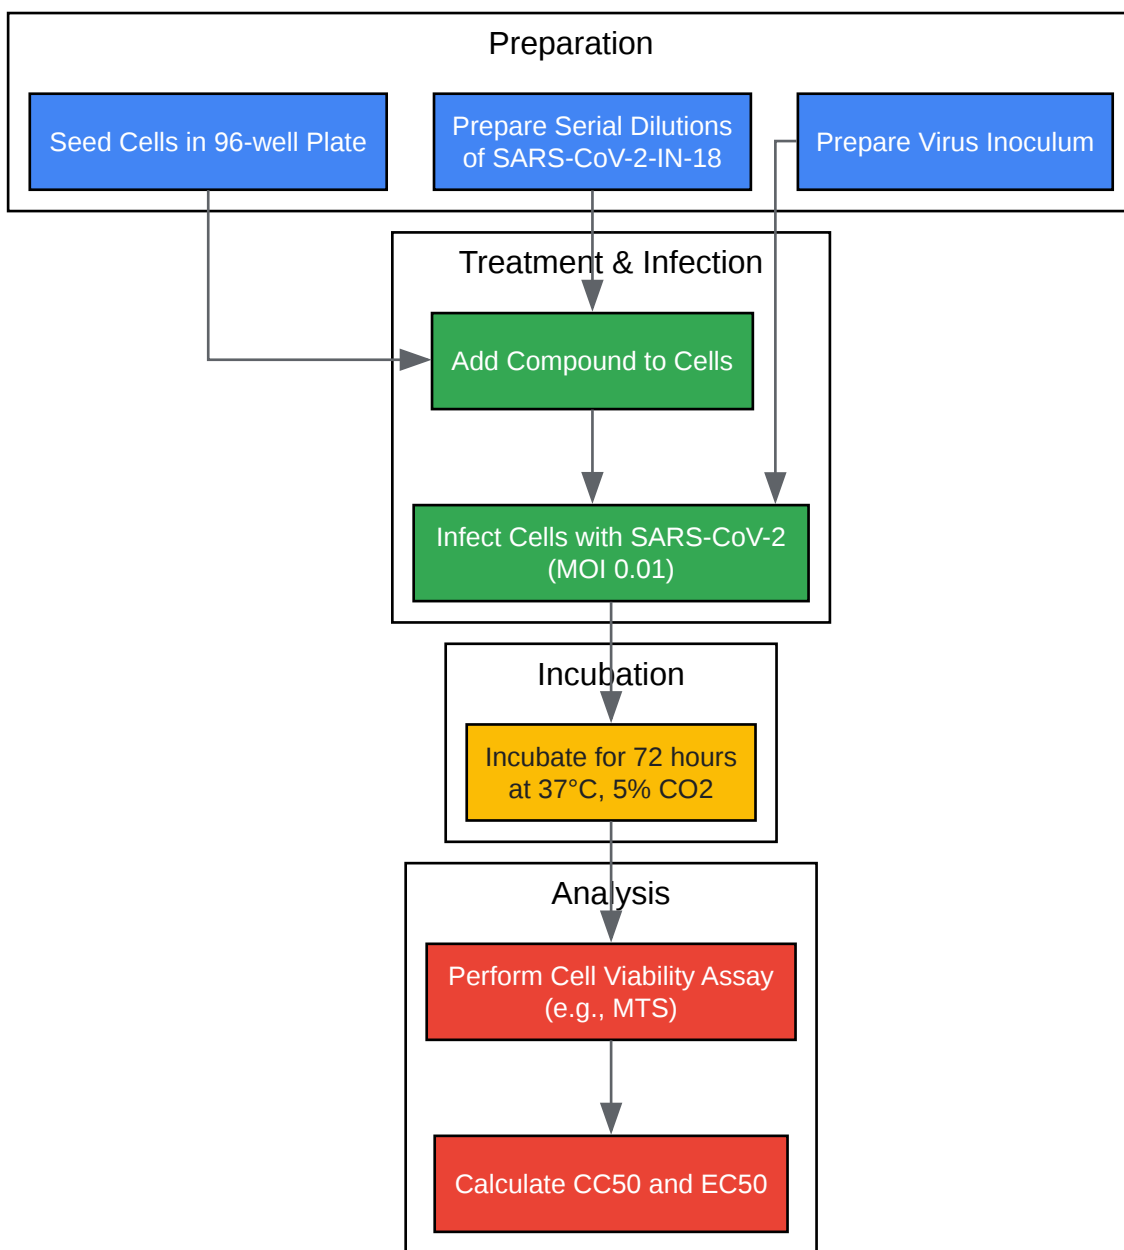 Preparation
Seed Cells in 96-well Plate
Prepare Serial Dilutions
of SARS-CoV-2-IN-18
Prepare Virus Inoculum
Treatment & Infection
Add Compound to Cells
Infect Cells with SARS-CoV-2
(MOI 0.01)
Incubation
Incubate for 72 hours
at 37°C, 5% CO2
Analysis
Perform Cell Viability Assay
(e.g., MTS)
Calculate CC50 and EC50